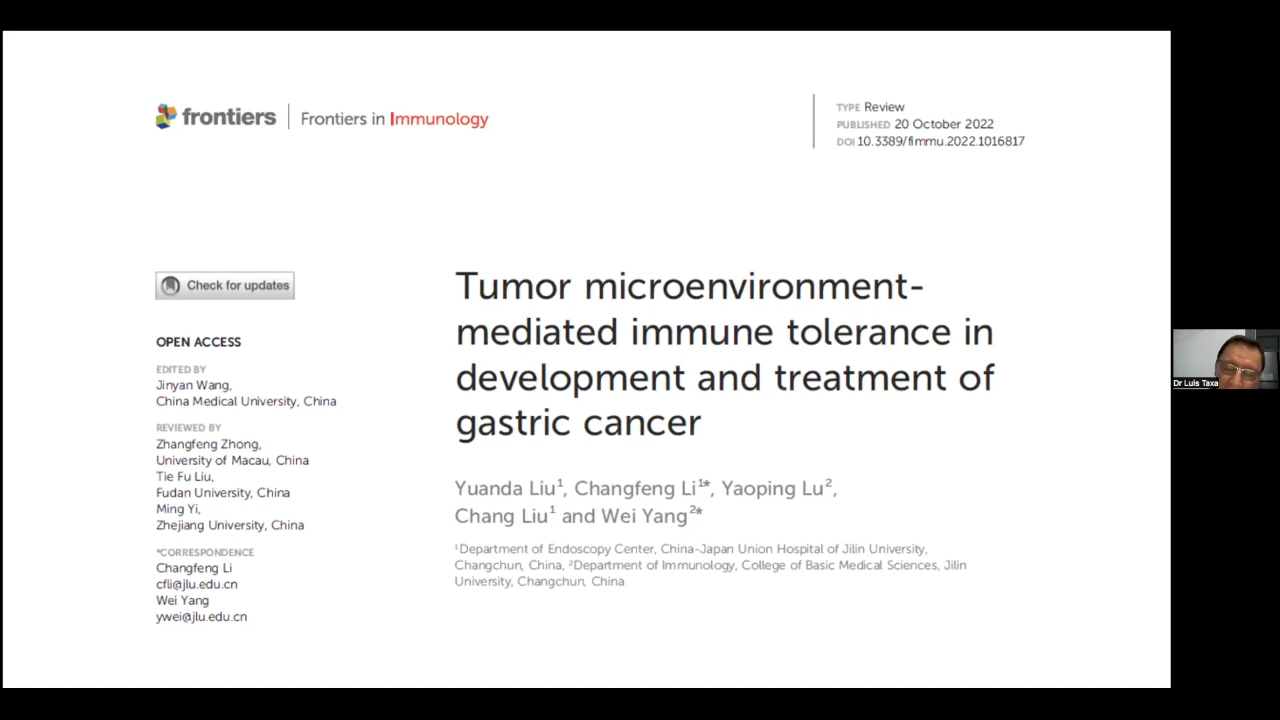 frontiers | Frontiers in Immunology
TYPE Review
PUBLISHED 20 October 2022
DOI 10.3389/fimmu.2022.1016817
Check for updates
OPEN ACCESS
EDITED BY
Jinyan Wang,
China Medical University, China
REVIEWED BY
Zhangfeng Zhong,
University of Macau, China
Tie Fu Liu,
Fudan University, China
Ming Yi,
Zhejiang University, China
*CORRESPONDENCE
Changfeng Li
cfli@jlu.edu.cn
Wei Yang
ywei@jlu.edu.cn
Tumor microenvironment-
mediated immune tolerance in
development and treatment of
gastric cancer
Yuanda Liu¹, Changfeng Li¹*, Yaoping Lu²,
Chang Liu¹ and Wei Yang²*
¹Department of Endoscopy Center, China-Japan Union Hospital of Jilin University,
Changchun, China, ²Department of Immunology, College of Basic Medical Sciences, Jilin
University, Changchun, China
Dr Luis Taxa